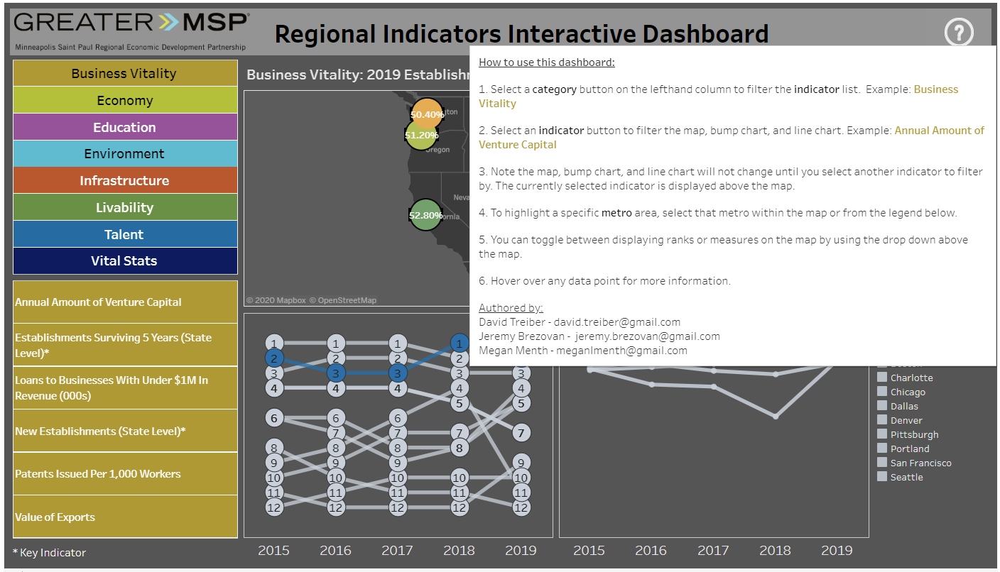 GREATER MSP
Minneapolis Saint Paul Regional Economic Development Partnership
Regional Indicators Interactive Dashboard
?
Business Vitality
Economy
Education
Environment
Infrastructure
Livability
Talent
Vital Stats
Annual Amount of Venture Capital
Establishments Surviving 5 Years (State
Level)*
Loans to Businesses With Under $1M In
Revenue (000s)
New Establishments (State Level)*
Patents Issued Per 1,000 Workers
Value of Exports
* Key Indicator
Business Vitality: 2019
50.40%
51.20%
Oregon
52.80%
© 2020 Mapbox © OpenStreetMap
How to use this dashboard:
1. Select a category button on the lefthand column to filter the indicator list. Example: Business
Vitality
2. Select an indicator button to filter the map, bump chart, and line chart. Example: Annual Amount of
Venture Capital
3. Note the map, bump chart, and line chart will not change until you select another indicator to filter
by. The currently selected indicator is displayed above the map.
4. To highlight a specific metro area, select that metro within the map or from the legend below.
5. You can toggle between displaying ranks or measures on the map by using the drop down above
the map.
6. Hover over any data point for more information.
Authored by:
David Treiber - david.treiber@gmail.com
Jeremy Brezovan - jeremy.brezovan@gmail.com
Megan Menth - meganlmenth@gmail.com
1 1 1 1
2 2 2 2
3 3 3 3 3
4 4 4 4 4
5 5
6 6 6
7 7 7 7
8 8 8 8
9 9 9 9
10 10 10 10 10
11 11 11 11 11
12 12 12 12 12
2015 2016 2017 2018 2019
2015 2016 2017 2018 2019
Charlotte
Chicago
Dallas
Denver
Pittsburgh
Portland
San Francisco
Seattle